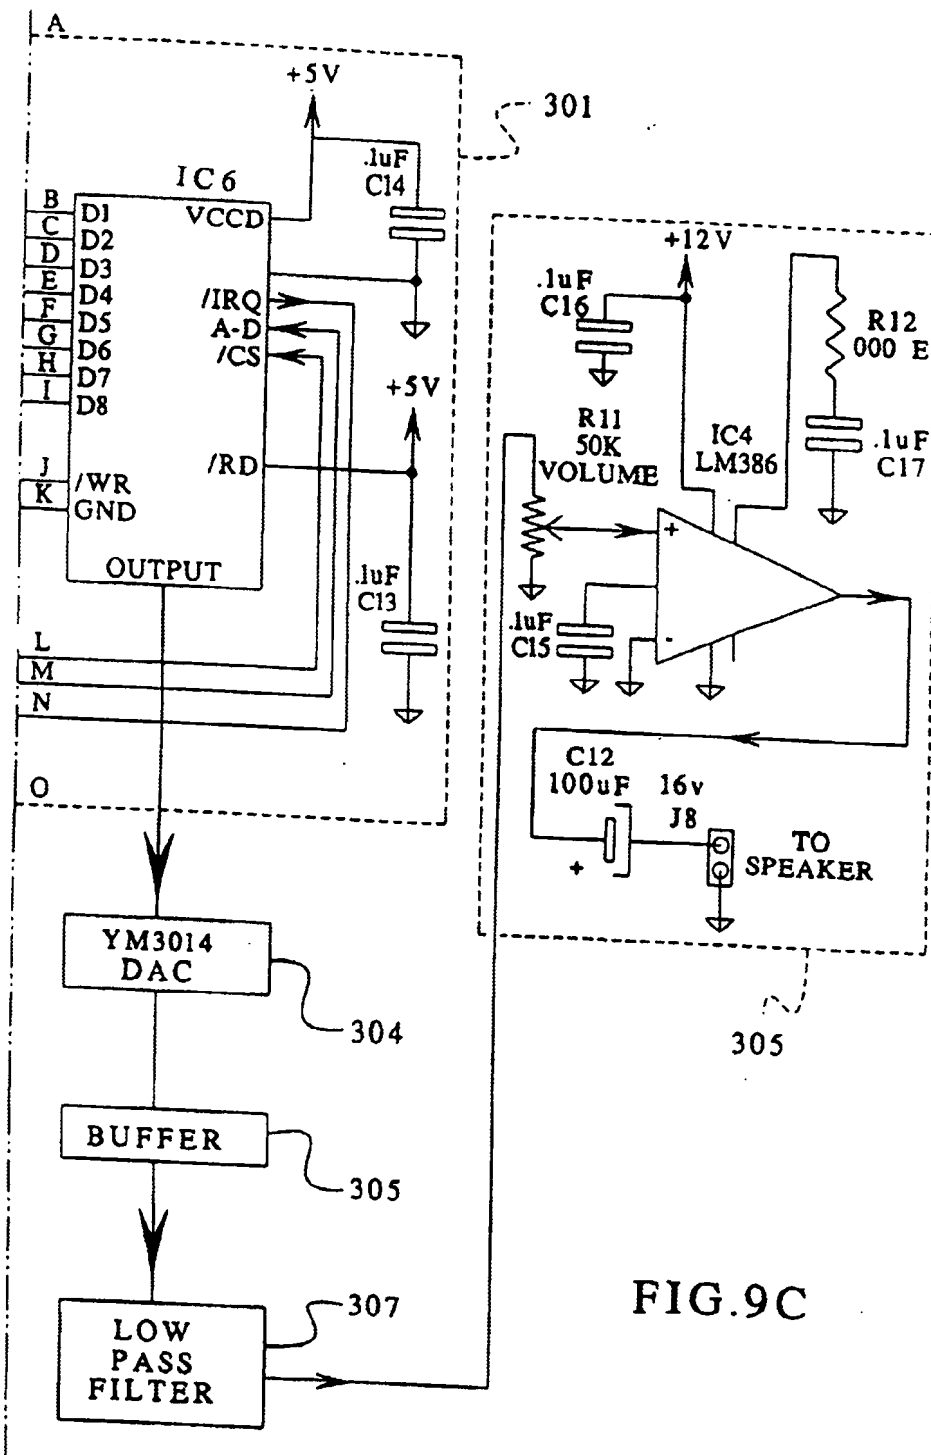 A
+5V
301
.1uF
C14
IC6
VCCD
B
C
D
E
F
G
H
I
D1
D2
D3
D4
D5
D6
D7
D8
/IRQ
A-D
/CS
+5V
J
K
/WR
GND
/RD
OUTPUT
.1uF
C13
L
M
N
O
+12V
.1uF
C16
R12
000 E
R11
50K
VOLUME
IC4
LM386
.1uF
C17
+
-
.1uF
C15
C12
100uF
16v
J8
+
TO
SPEAKER
305
YM3014
DAC
304
BUFFER
305
307
LOW
PASS
FILTER
FIG.9C